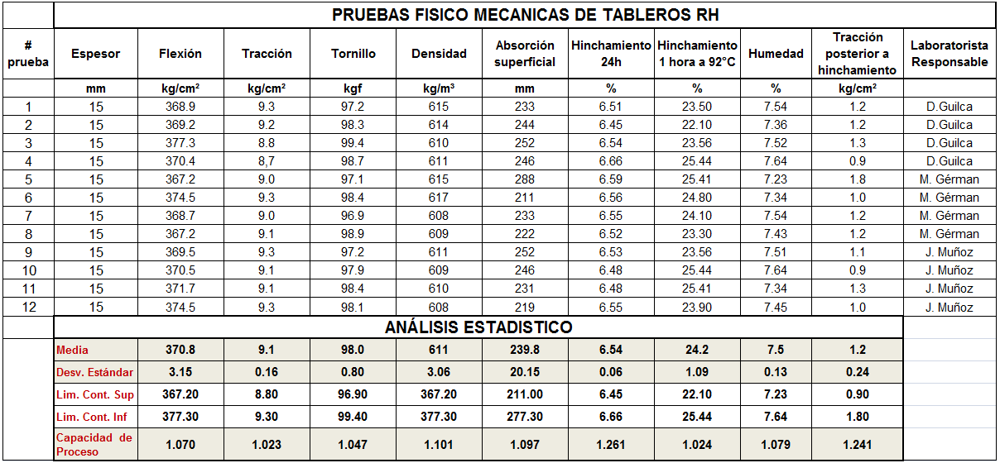 PRUEBAS FISICO MECANICAS DE TABLEROS RH
# prueba Espesor Flexión Tracción Tornillo Densidad Absorción superficial Hinchamiento 24h Hinchamiento 1 hora a 92°C Humedad Tracción posterior a hinchamiento Laboratorista Responsable
mm kg/cm² kg/cm² kgf kg/m³ mm % % % kg/cm²
1 15 368.9 9.3 97.2 615 233 6.51 23.50 7.54 1.2 D.Guilca
2 15 369.2 9.2 98.3 614 244 6.45 22.10 7.36 1.2 D.Guilca
3 15 377.3 8.8 99.4 610 252 6.54 23.56 7.52 1.3 D.Guilca
4 15 370.4 8,7 98.7 611 246 6.66 25.44 7.64 0.9 D.Guilca
5 15 367.2 9.0 97.1 615 288 6.59 25.41 7.23 1.8 M. Gérman
6 15 374.5 9.3 98.4 617 211 6.56 24.80 7.34 1.0 M. Gérman
7 15 368.7 9.0 96.9 608 233 6.55 24.10 7.54 1.2 M. Gérman
8 15 367.2 9.1 98.9 609 222 6.52 23.30 7.43 1.2 M. Gérman
9 15 369.5 9.3 97.2 611 252 6.53 23.56 7.51 1.1 J. Muñoz
10 15 370.5 9.1 97.9 609 246 6.48 25.44 7.64 0.9 J. Muñoz
11 15 371.7 9.1 98.4 610 231 6.48 25.41 7.34 1.3 J. Muñoz
12 15 374.5 9.3 98.1 608 219 6.55 23.90 7.45 1.0 J. Muñoz
ANÁLISIS ESTADISTICO
Media 370.8 9.1 98.0 611 239.8 6.54 24.2 7.5 1.2
Desv. Estándar 3.15 0.16 0.80 3.06 20.15 0.06 1.09 0.13 0.24
Lim. Cont. Sup 367.20 8.80 96.90 367.20 211.00 6.45 22.10 7.23 0.90
Lim. Cont. Inf 377.30 9.30 99.40 377.30 277.30 6.66 25.44 7.64 1.80
Capacidad de Proceso 1.070 1.023 1.047 1.101 1.097 1.261 1.024 1.079 1.241